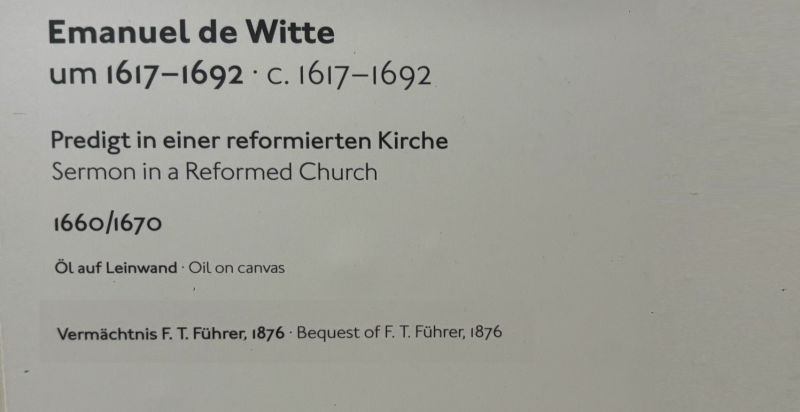 Emanuel de Witte
um 1617–1692 · c. 1617–1692
Predigt in einer reformierten Kirche
Sermon in a Reformed Church
1660/1670
Öl auf Leinwand · Oil on canvas
Vermächtnis F. T. Führer, 1876 · Bequest of F. T. Führer, 1876